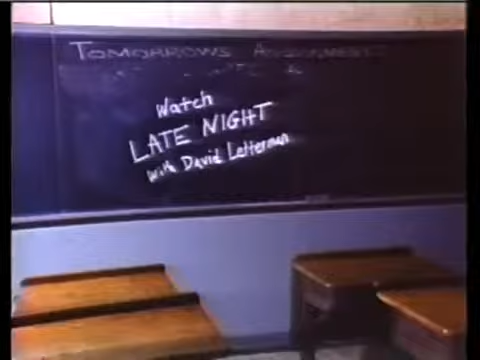 TOMORROWS ASSIGNMENT
Watch
LATE NIGHT
with David Letterman